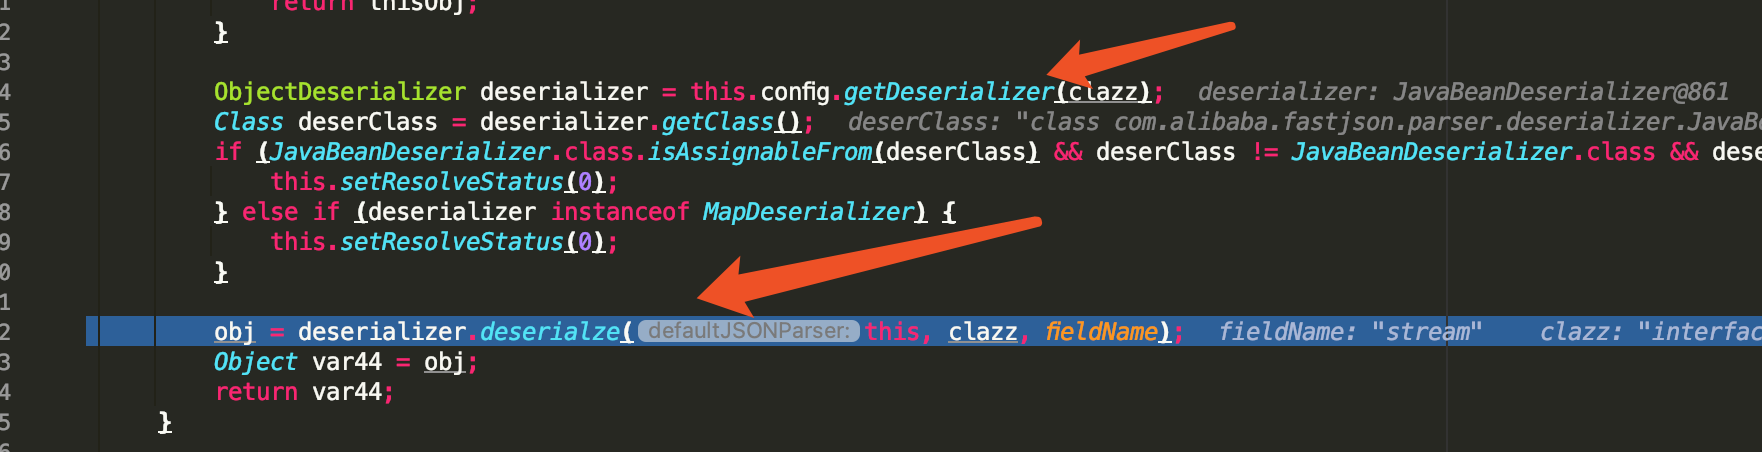 1 return thisObj;
2 }
3
4 ObjectDeserializer deserializer = this.config.getDeserializer(clazz); deserializer: JavaBeanDeserializer@861
5 Class deserClass = deserializer.getClass(); deserClass: "class com.alibaba.fastjson.parser.deserializer.JavaBe
6 if (JavaBeanDeserializer.class.isAssignableFrom(deserClass) && deserClass != JavaBeanDeserializer.class && dese
7 this.setResolveStatus(0);
8 } else if (deserializer instanceof MapDeserializer) {
9 this.setResolveStatus(0);
0 }
1
2 obj = deserializer.deserialze( defaultJSONParser: this, clazz, fieldName); fieldName: "stream" clazz: "interfac
3 Object var44 = obj;
4 return var44;
5 }